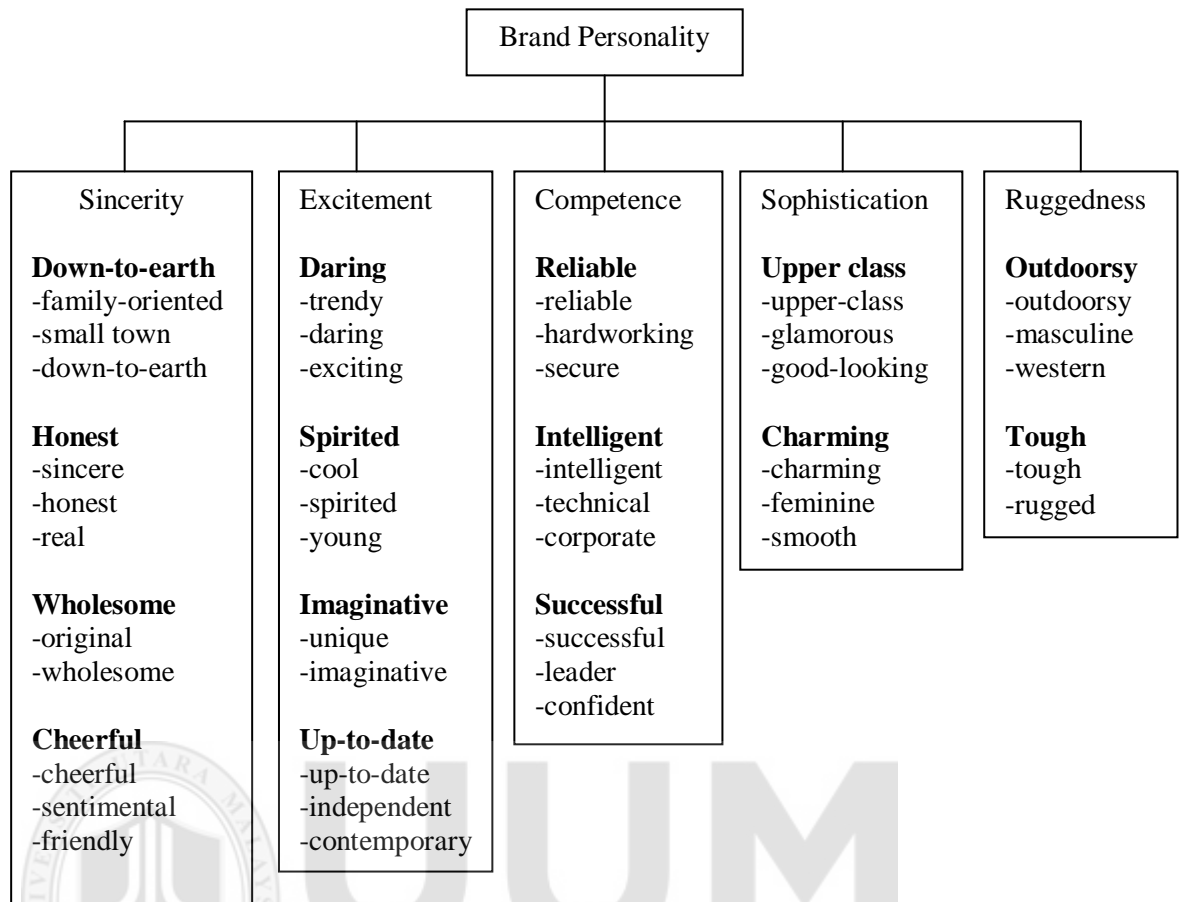 Brand Personality
Sincerity
Down-to-earth
-family-oriented
-small town
-down-to-earth
Honest
-sincere
-honest
-real
Wholesome
-original
-wholesome
Cheerful
-cheerful
-sentimental
-friendly
Excitement
Daring
-trendy
-daring
-exciting
Spirited
-cool
-spirited
-young
Imaginative
-unique
-imaginative
Up-to-date
-up-to-date
-independent
-contemporary
Competence
Reliable
-reliable
-hardworking
-secure
Intelligent
-intelligent
-technical
-corporate
Successful
-successful
-leader
-confident
Sophistication
Upper class
-upper-class
-glamorous
-good-looking
Charming
-charming
-feminine
-smooth
Ruggedness
Outdoorsy
-outdoorsy
-masculine
-western
Tough
-tough
-rugged
UUM